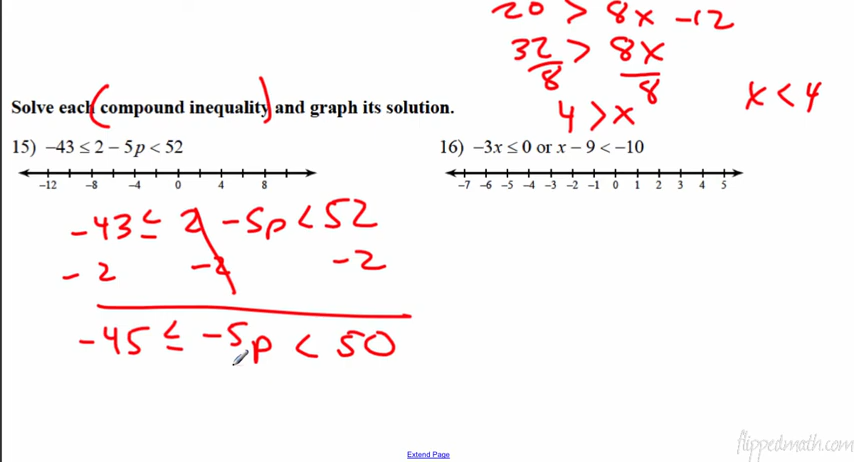 20 > 8x -12
32 > 8x
8 8
4 > x
x < 4
Solve each (compound inequality) and graph its solution.
15) −43 ≤ 2 − 5p < 52
-12 -8 -4 0 4 8
-43 ≤ 2 -5p < 52
-2 -2 -2
-45 ≤ -5p < 50
16) −3x ≤ 0 or x − 9 < −10
-7 -6 -5 -4 -3 -2 -1 0 1 2 3 4 5
flippedmath.com
Extend Page